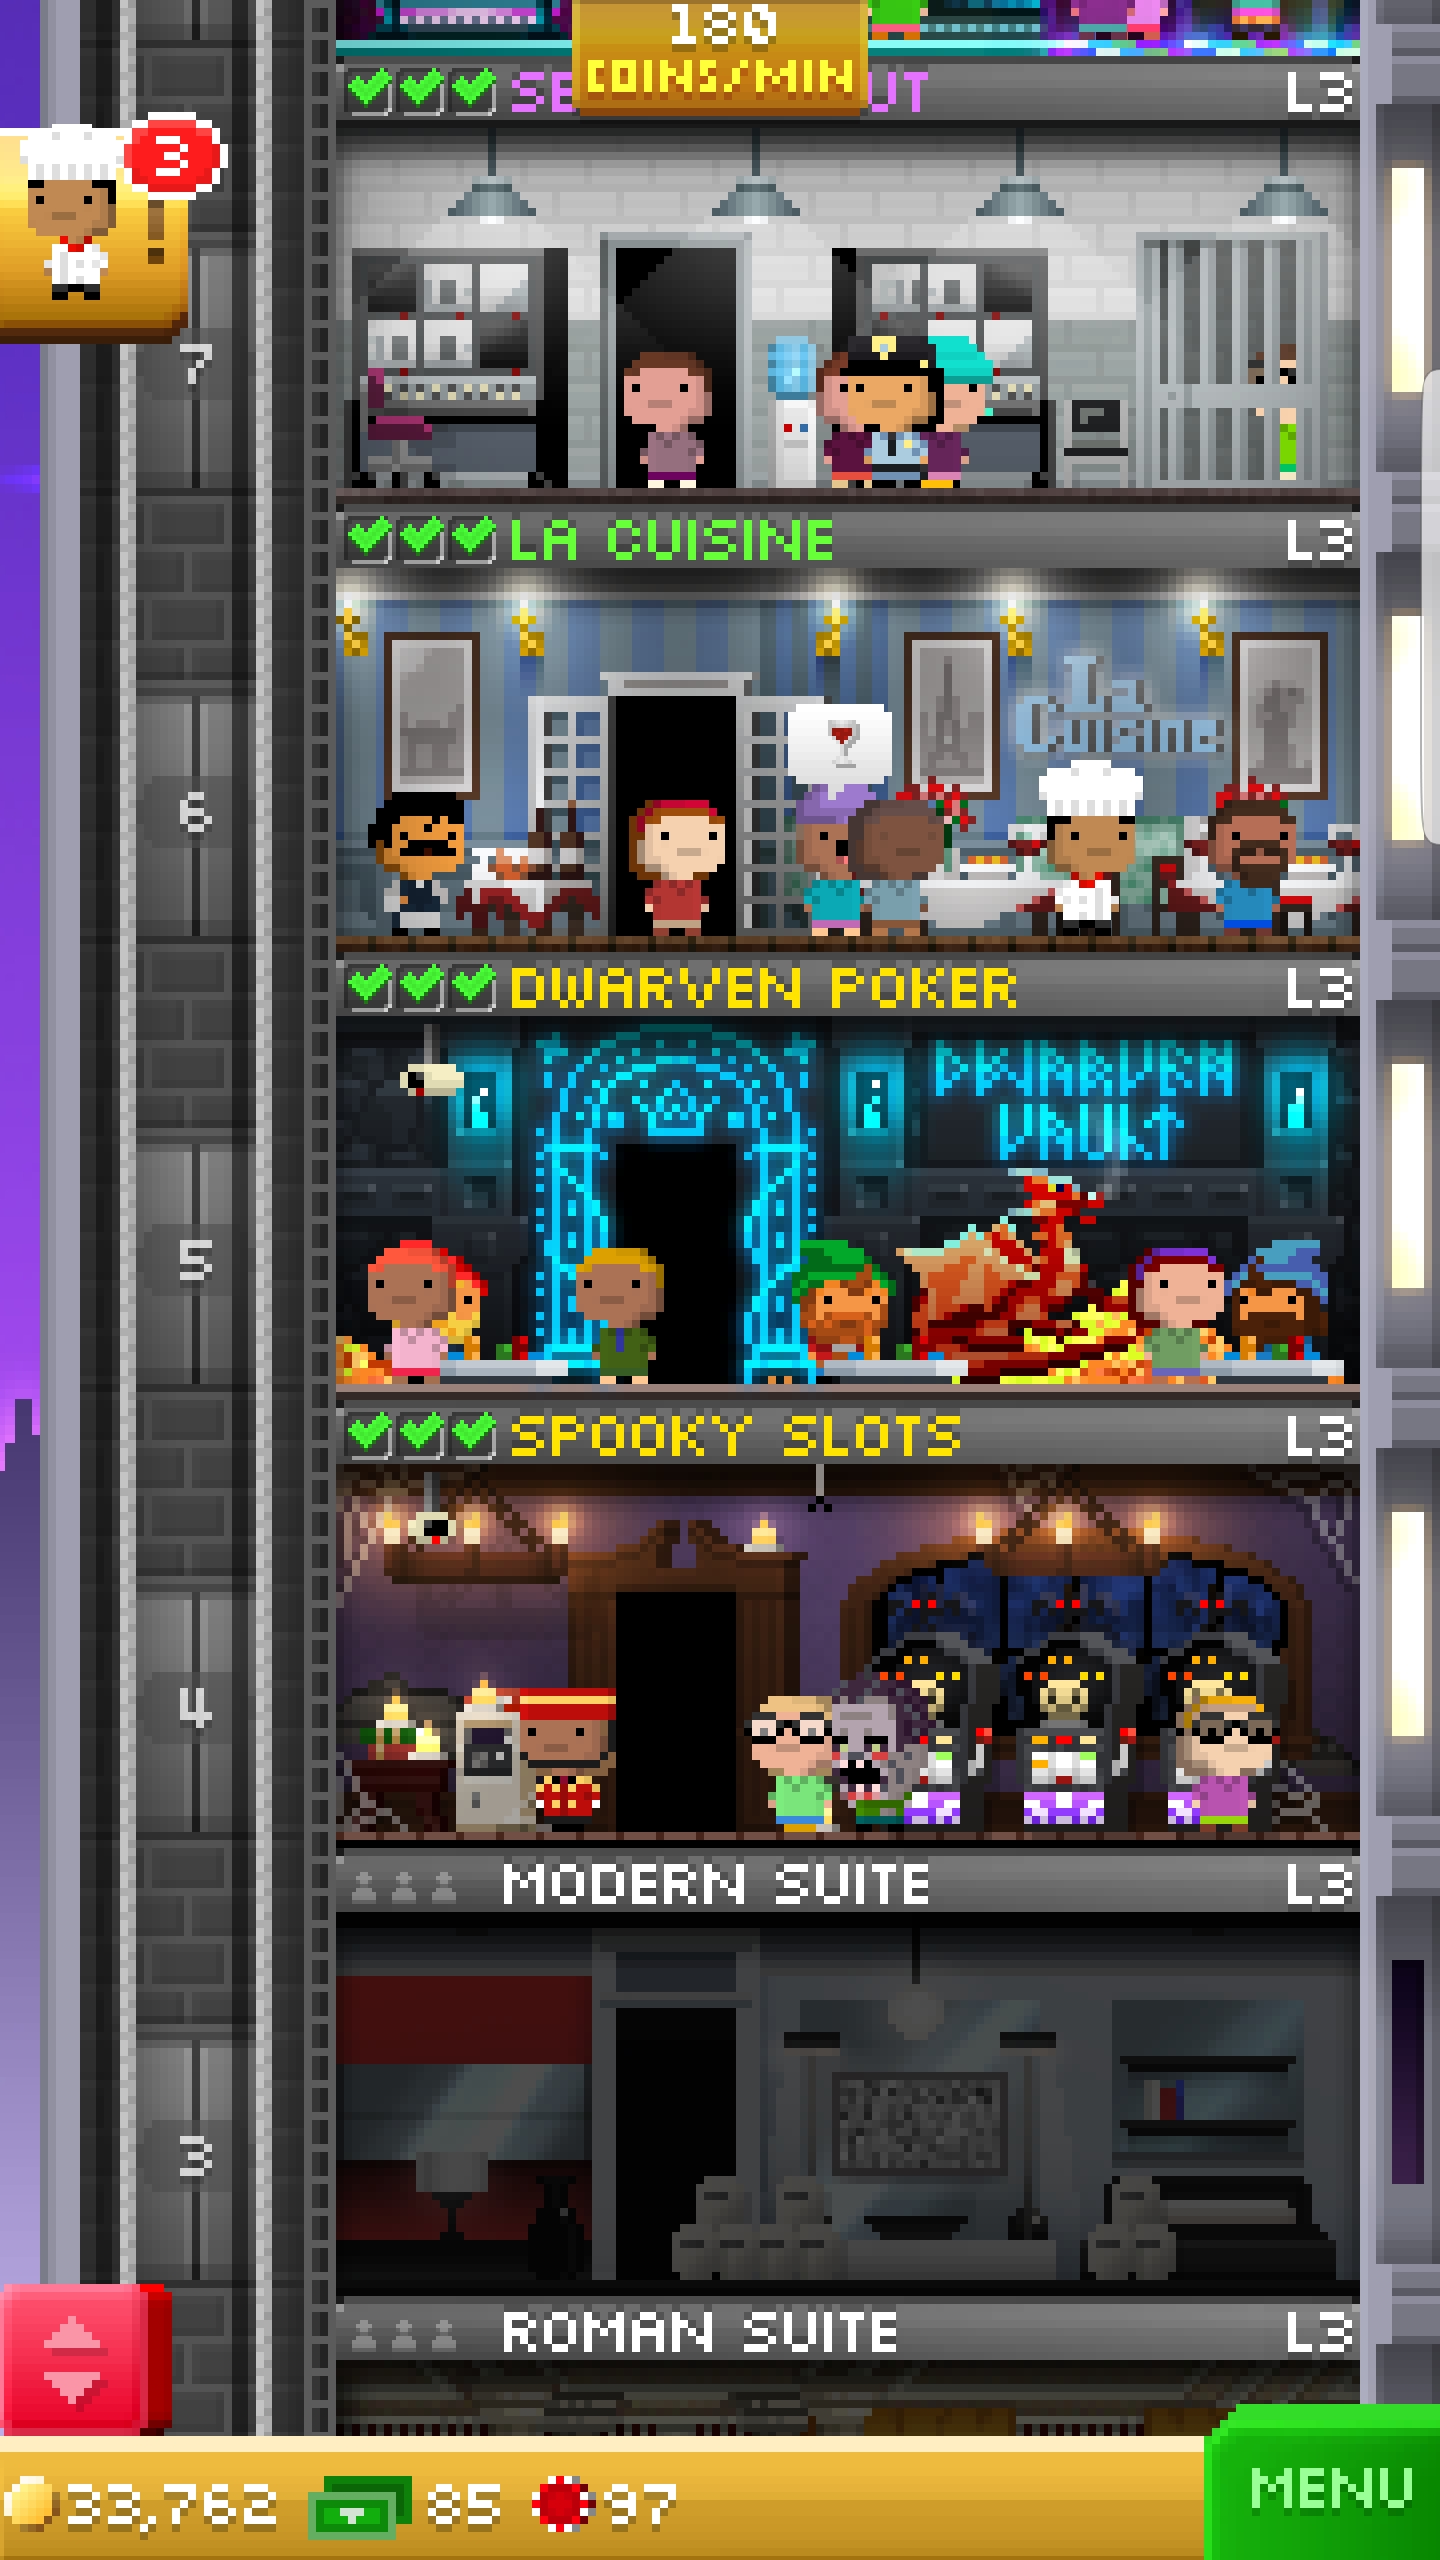 180
COINS/MIN
SE UT L3
3
7
LA CUISINE L3
La
Cuisine
6
DWARVEN POKER L3
DWARVEN
VAULT
5
SPOOKY SLOTS L3
4
MODERN SUITE L3
3
ROMAN SUITE L3
33,762 85 97
MENU